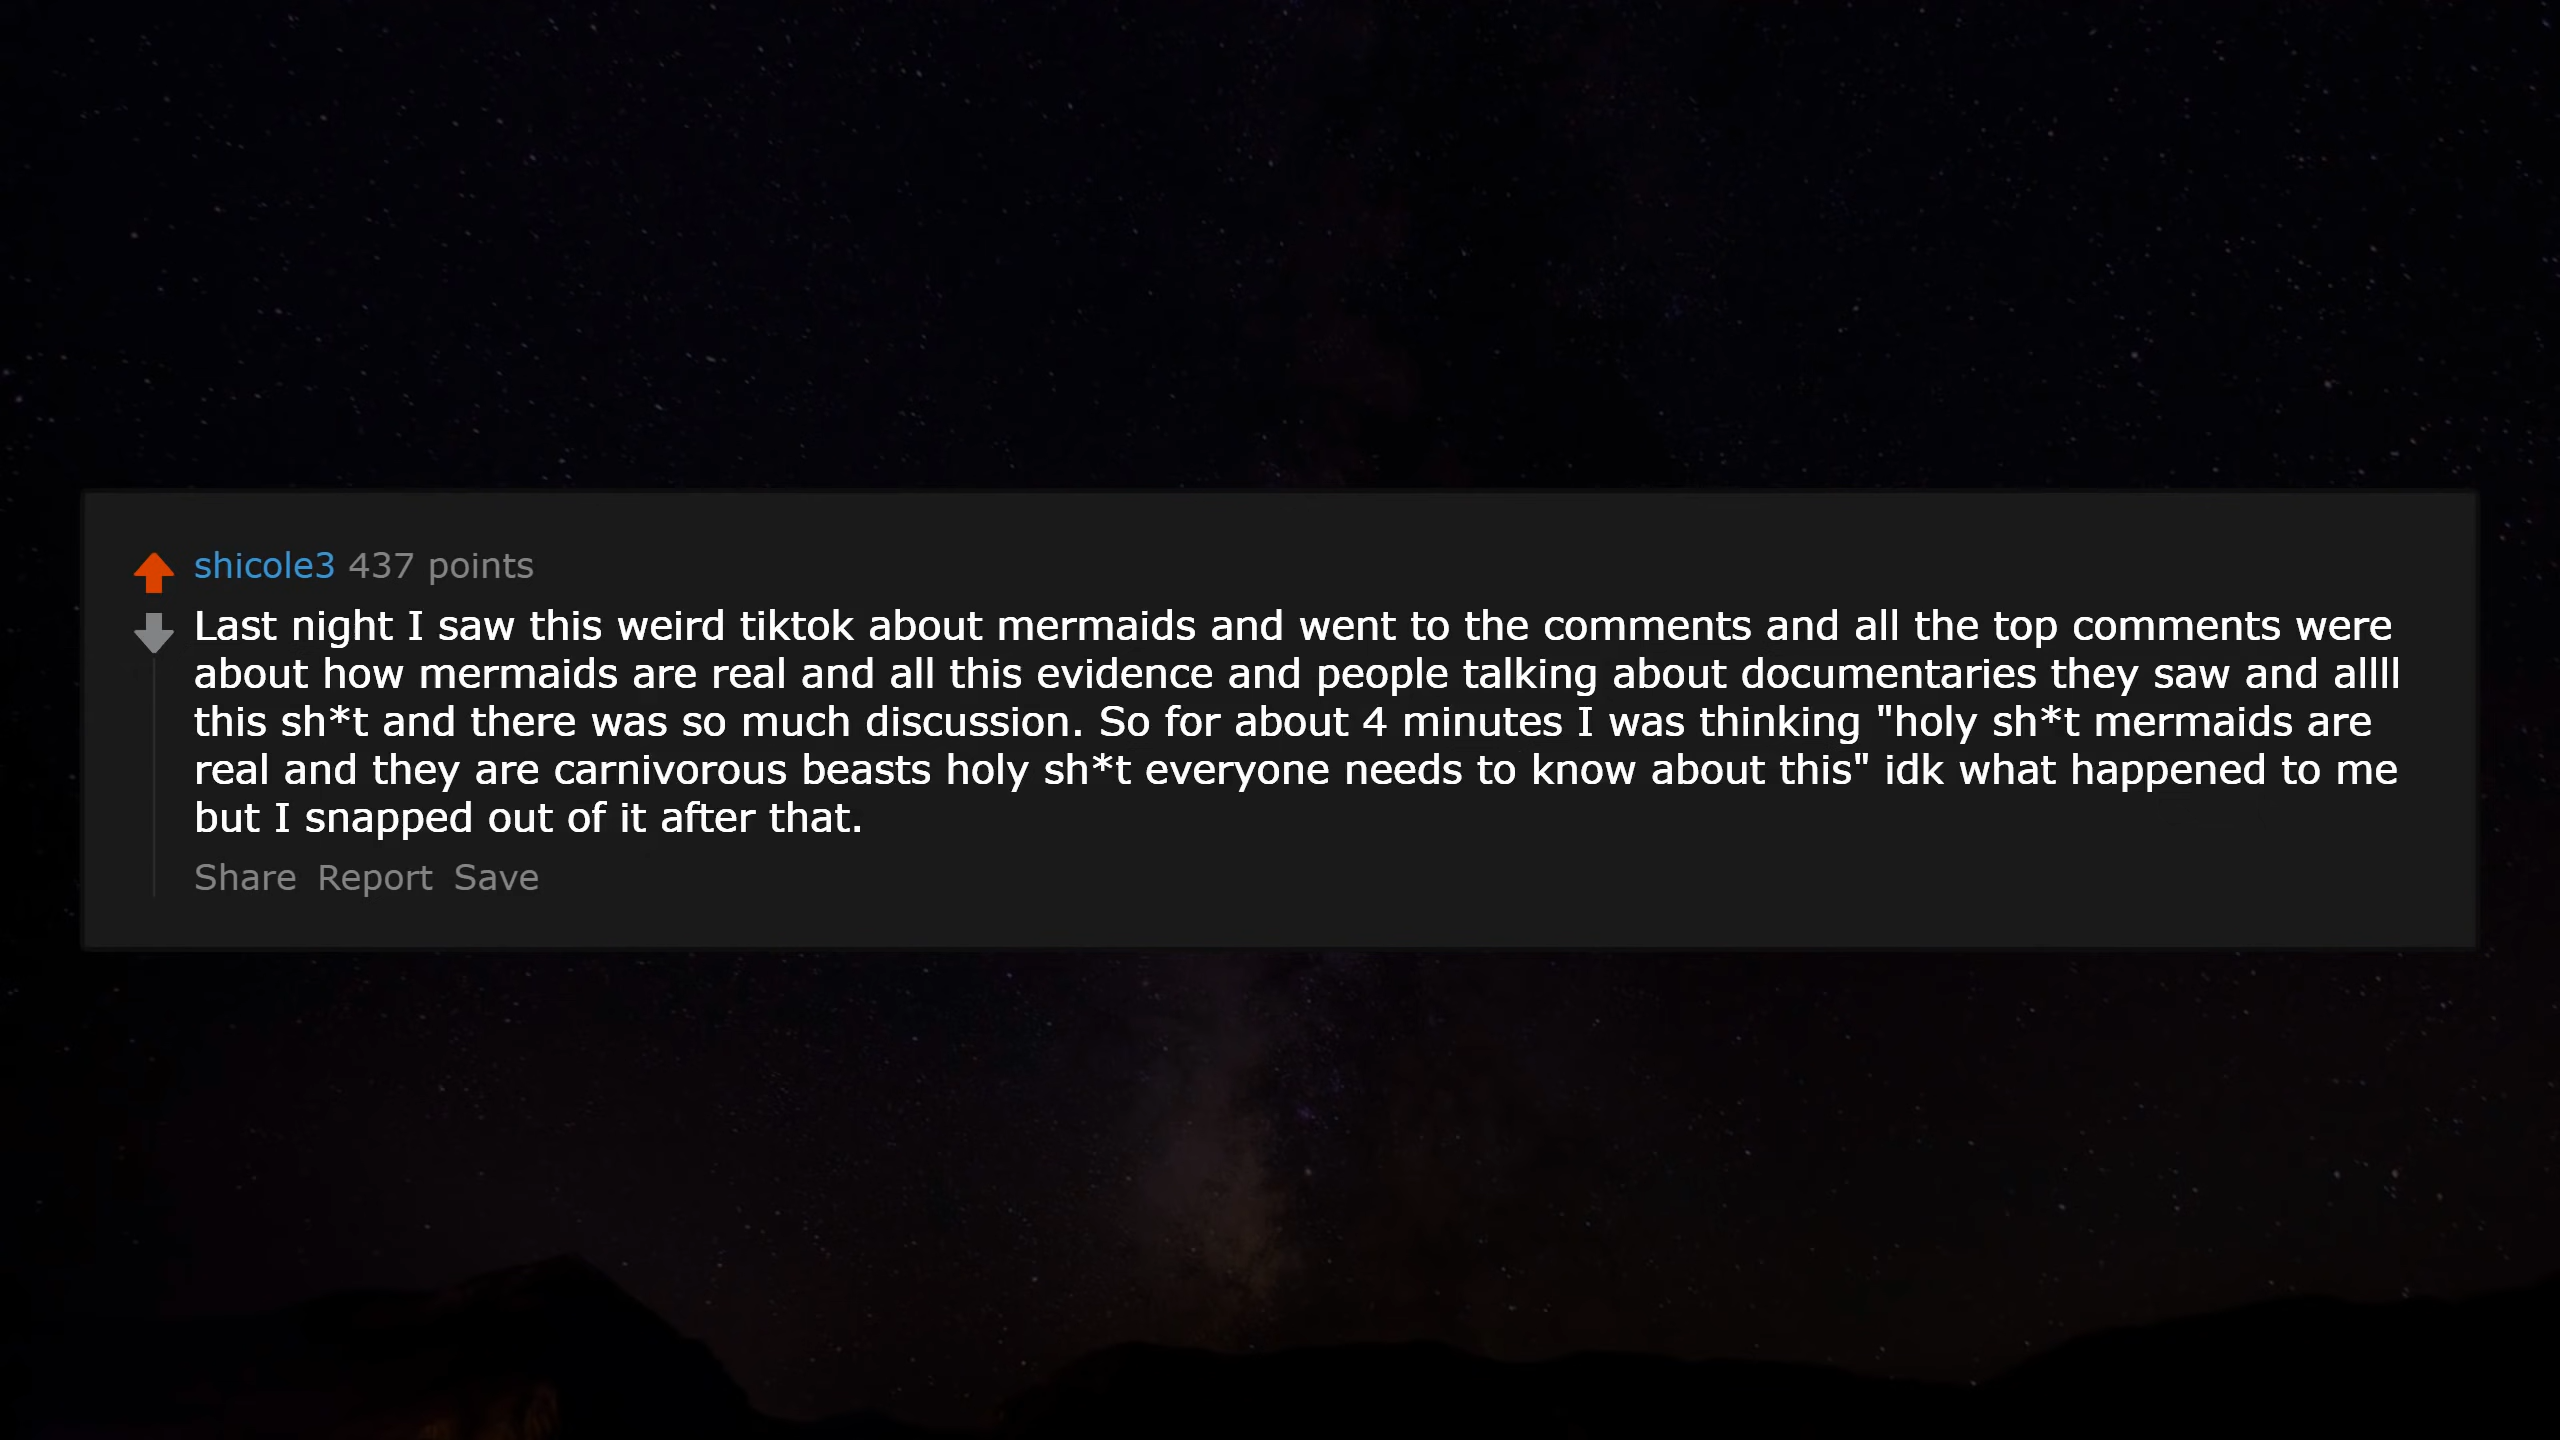 shicole3 437 points
Last night I saw this weird tiktok about mermaids and went to the comments and all the top comments were
about how mermaids are real and all this evidence and people talking about documentaries they saw and allll
this sh*t and there was so much discussion. So for about 4 minutes I was thinking "holy sh*t mermaids are
real and they are carnivorous beasts holy sh*t everyone needs to know about this" idk what happened to me
but I snapped out of it after that.
Share Report Save